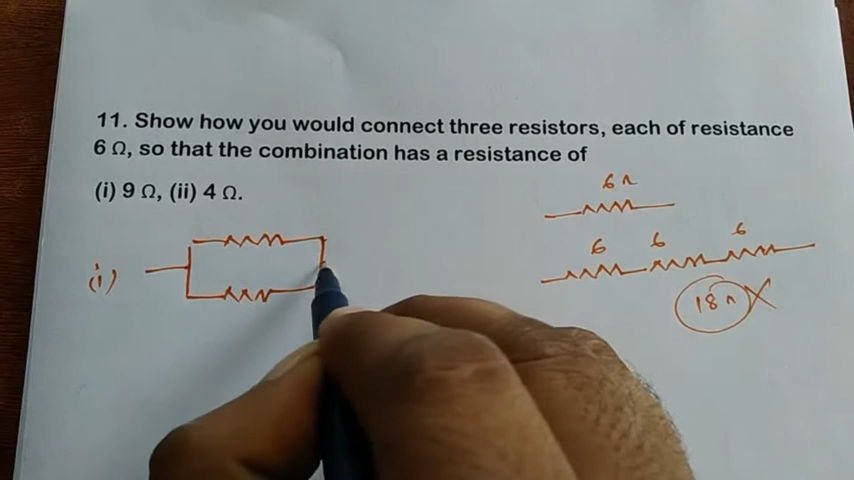 11. Show how you would connect three resistors, each of resistance
6 Ω, so that the combination has a resistance of
(i) 9 Ω, (ii) 4 Ω.
6 Ω
6 6 6
(i)
18 Ω